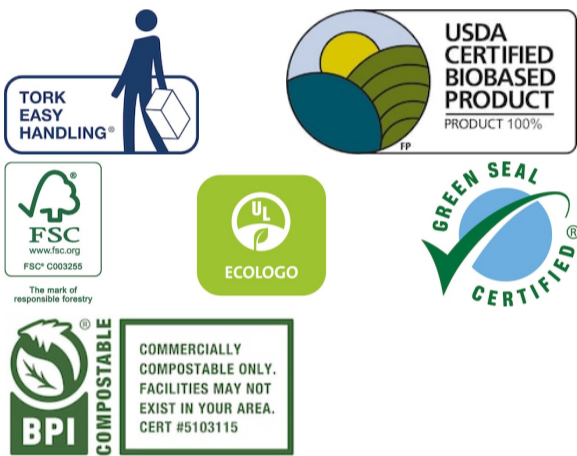 TORK
EASY
HANDLING®
USDA
CERTIFIED
BIOBASED
PRODUCT
PRODUCT 100%
FP
®
FSC
www.fsc.org
FSC® C003255
The mark of
responsible forestry
UL
ECOLOGO
GREEN SEAL
CERTIFIED
®
®
BPI
COMPOSTABLE
COMMERCIALLY
COMPOSTABLE ONLY.
FACILITIES MAY NOT
EXIST IN YOUR AREA.
CERT #5103115